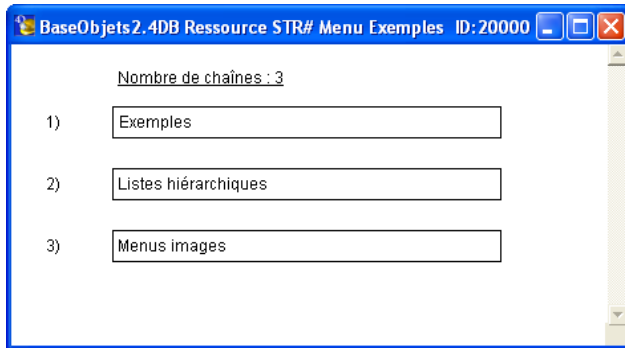 BaseObjets2.4DB Ressource STR# Menu Exemples ID:20000
Nombre de chaînes : 3
1) Exemples
2) Listes hiérarchiques
3) Menus images